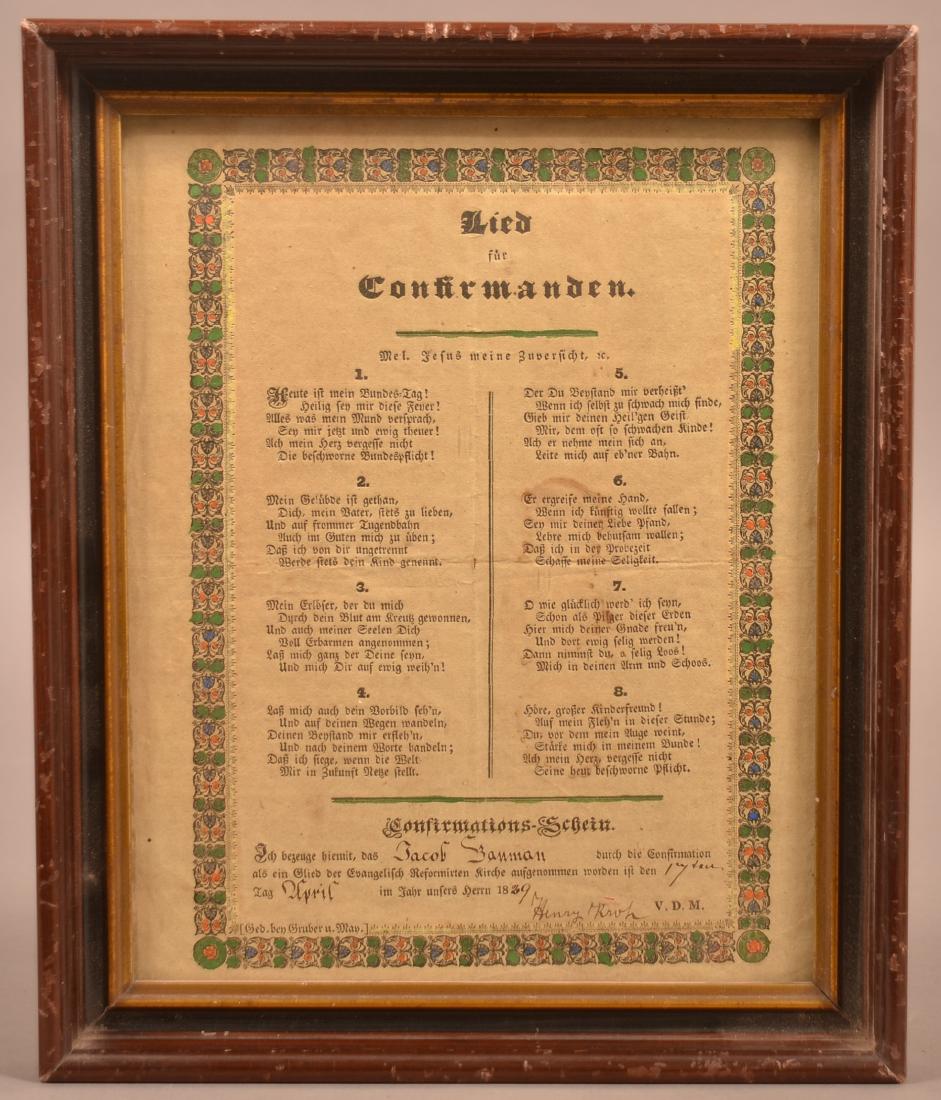 Lied
für
Confirmanden.
Mel. Jesus meine Zuversicht, ꝛc.
1.
Heute ist mein Bundes-Tag!
Heilig sey mir diese Feyer!
Alles was mein Mund versprach,
Sey mir jetzt und ewig theuer!
Ach mein Herz vergesse nicht
Die beschworne Bundespflicht!
2.
Mein Gelübde ist gethan,
Dich, mein Vater, stets zu lieben,
Und auf frommer Tugendbahn
Auch im Guten mich zu üben;
Daß ich von dir ungetrennt
Werde stets dein Kind genennt.
3.
Mein Erlöser, der du mich
Durch dein Blut am Kreutz gewonnen,
Und auch meiner Seelen Dich
Voll Erbarmen angenommen;
Laß mich ganz der Deine seyn,
Und mich Dir auf ewig weih'n!
4.
Laß mich auch dein Vorbild seh'n,
Und auf deinen Wegen wandeln,
Deinen Beystand mir erfleh'n,
Und nach deinem Worte handeln;
Daß ich siege, wenn die Welt
Mir in Zukunft Netze stellt.
5.
Der Du Beystand mir verheißt'
Wenn ich selbst zu schwach mich finde,
Gieb mir deinen Heil'gen Geist
Mir, dem oft so schwachen Kinde!
Ach er nehme mein sich an,
Leite mich auf eb'ner Bahn.
6.
Er ergreife meine Hand,
Wenn ich künftig wollte fallen;
Sey mir deiner Liebe Pfand,
Lehre mich behutsam wallen;
Daß ich in der Probezeit
Schaffe meine Seligkeit.
7.
O wie glücklich werd' ich seyn,
Schon als Pilger dieser Erden
Hier mich deiner Gnade freu'n,
Und dort ewig selig werden!
Dann nimmst du, o selig Loos!
Mich in deinen Arm und Schoos.
8.
Höre, großer Kinderfreund!
Auf mein Fleh'n in dieser Stunde;
Du, vor dem mein Auge weint,
Stärke mich in meinem Bunde!
Ach mein Herz, vergesse nicht
Seine heut beschworne Pflicht.
Confirmations-Schein.
Ich bezeuge hiemit, das Jacob Bauman durch die Confirmation
als ein Glied der Evangelisch Reformirten Kirche aufgenommen worden ist den 17ten
Tag April im Jahr unsers Herrn 1839
Henry Kroh V. D. M.
[Ged. bey Gruber u. May.]